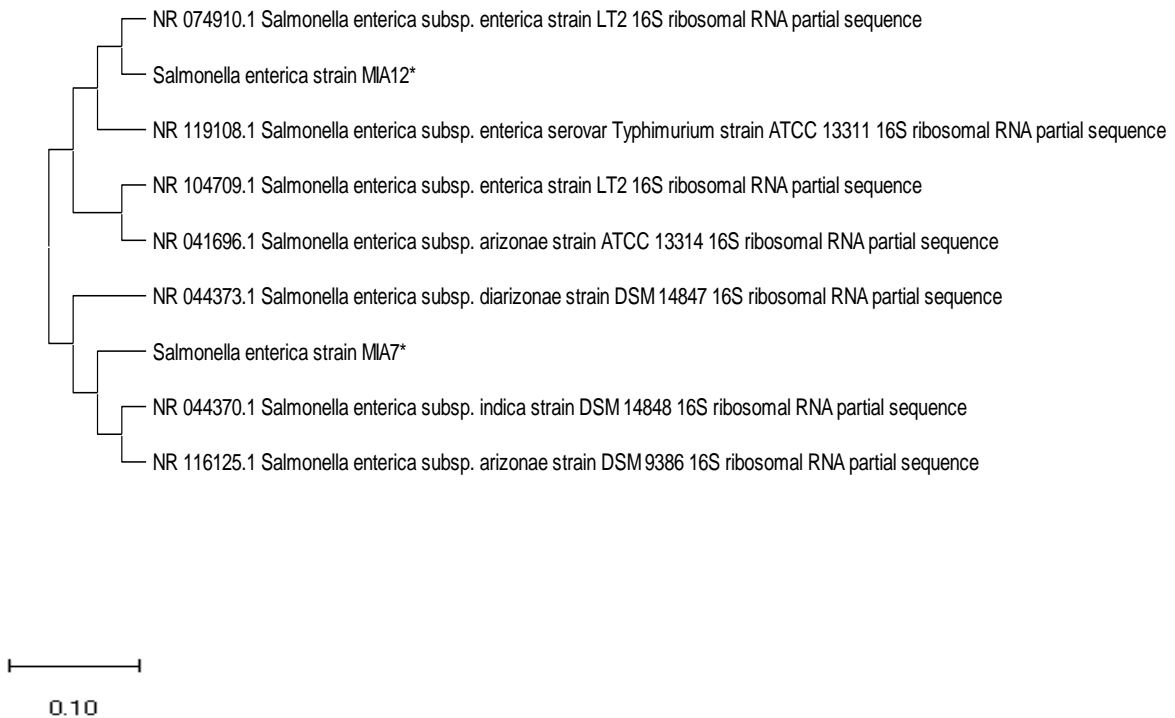 NR 074910.1 Salmonella enterica subsp. enterica strain LT2 16S ribosomal RNA partial sequence
Salmonella enterica strain MIA12*
NR 119108.1 Salmonella enterica subsp. enterica serovar Typhimurium strain ATCC 13311 16S ribosomal RNA partial sequence
NR 104709.1 Salmonella enterica subsp. enterica strain LT2 16S ribosomal RNA partial sequence
NR 041696.1 Salmonella enterica subsp. arizonae strain ATCC 13314 16S ribosomal RNA partial sequence
NR 044373.1 Salmonella enterica subsp. diarizonae strain DSM 14847 16S ribosomal RNA partial sequence
Salmonella enterica strain MIA7*
NR 044370.1 Salmonella enterica subsp. indica strain DSM 14848 16S ribosomal RNA partial sequence
NR 116125.1 Salmonella enterica subsp. arizonae strain DSM 9386 16S ribosomal RNA partial sequence
0.10